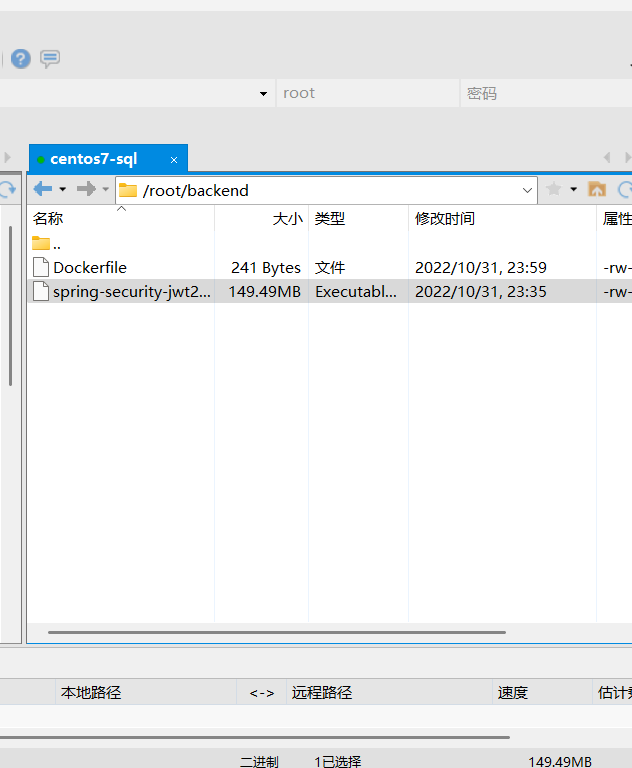 ?
root 密码
centos7-sql ×
/root/backend
名称 大小 类型 修改时间 属性
..
Dockerfile 241 Bytes 文件 2022/10/31, 23:59 -rw-
spring-security-jwt2... 149.49MB Executabl... 2022/10/31, 23:35 -rw-
本地路径 <-> 远程路径 速度 估计
二进制 1已选择 149.49MB